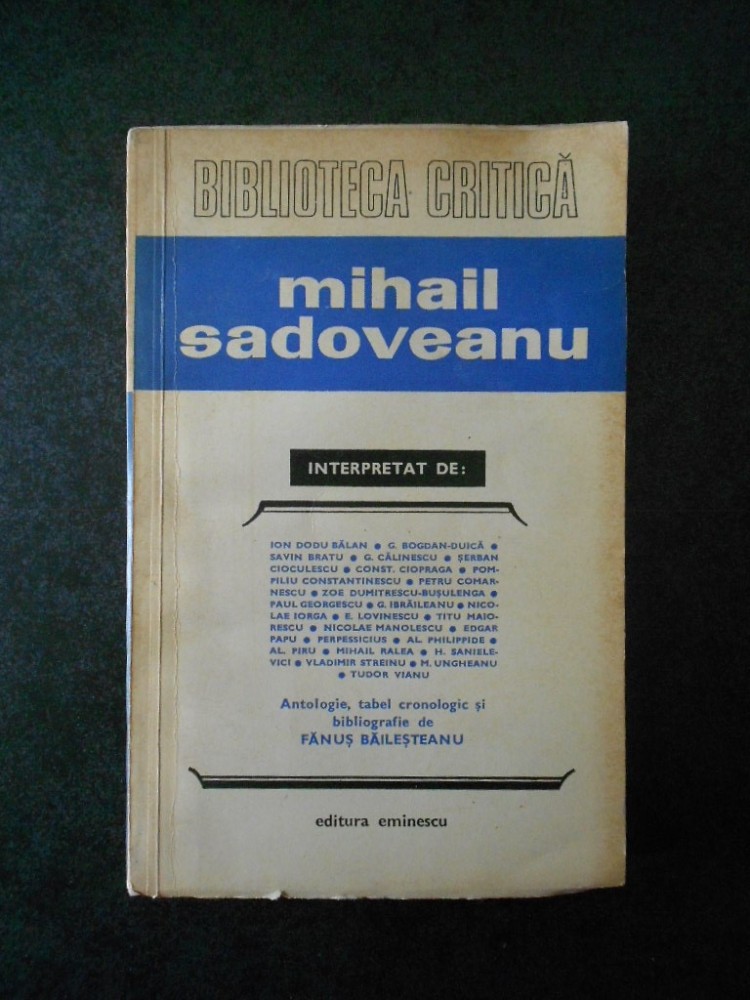 BIBLIOTECA CRITICĂ
mihail
sadoveanu
INTERPRETAT DE:
ION DODU BĂLAN ● G. BOGDAN-DUICĂ ●
SAVIN BRATU ● G. CĂLINESCU ● ȘERBAN
CIOCULESCU ● CONST. CIOPRAGA ● POM-
PILIU CONSTANTINESCU ● PETRU COMAR-
NESCU ● ZOE DUMITRESCU-BUȘULENGA ●
PAUL GEORGESCU ● G. IBRĂILEANU ● NICO-
LAE IORGA ● E. LOVINESCU ● TITU MAIO-
RESCU ● NICOLAE MANOLESCU ● EDGAR
PAPU ● PERPESSICIUS ● AL. PHILIPPIDE ●
AL. PIRU ● MIHAIL RALEA ● H. SANIELE-
VICI ● VLADIMIR STREINU ● M. UNGHEANU
● TUDOR VIANU
Antologie, tabel cronologic și
bibliografie de
FĂNUȘ BĂILEȘTEANU
editura eminescu